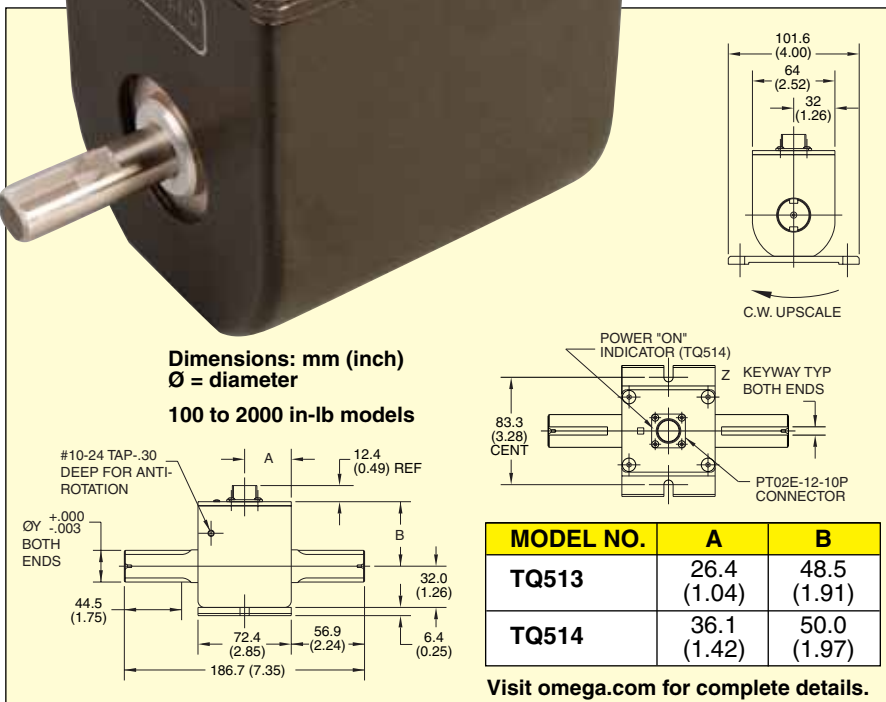 101.6
(4.00)
64
(2.52)
32
(1.26)
C.W. UPSCALE
Dimensions: mm (inch)
Ø = diameter
100 to 2000 in-lb models
POWER "ON"
INDICATOR (TQ514)
Z KEYWAY TYP
BOTH ENDS
83.3
(3.28)
CENT
PT02E-12-10P
CONNECTOR
#10-24 TAP-.30
DEEP FOR ANTI-
ROTATION
A
12.4
(0.49) REF
B
ØY +.000
-.003
BOTH
ENDS
32.0
(1.26)
44.5
(1.75)
72.4
(2.85)
56.9
(2.24)
6.4
(0.25)
186.7 (7.35)
MODEL NO. A B
TQ513 26.4 48.5
(1.04) (1.91)
TQ514 36.1 50.0
(1.42) (1.97)
Visit omega.com for complete details.